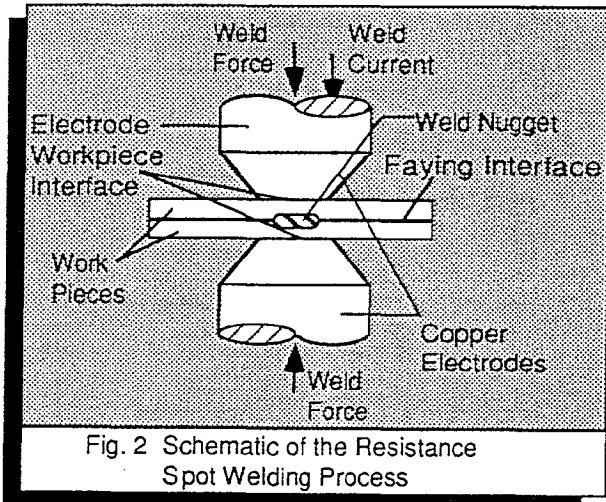 Weld
Force
Weld
Current
Electrode
Workpiece
Interface
Weld Nugget
Faying Interface
Work
Pieces
Copper
Electrodes
Weld
Force
Fig. 2 Schematic of the Resistance
Spot Welding Process